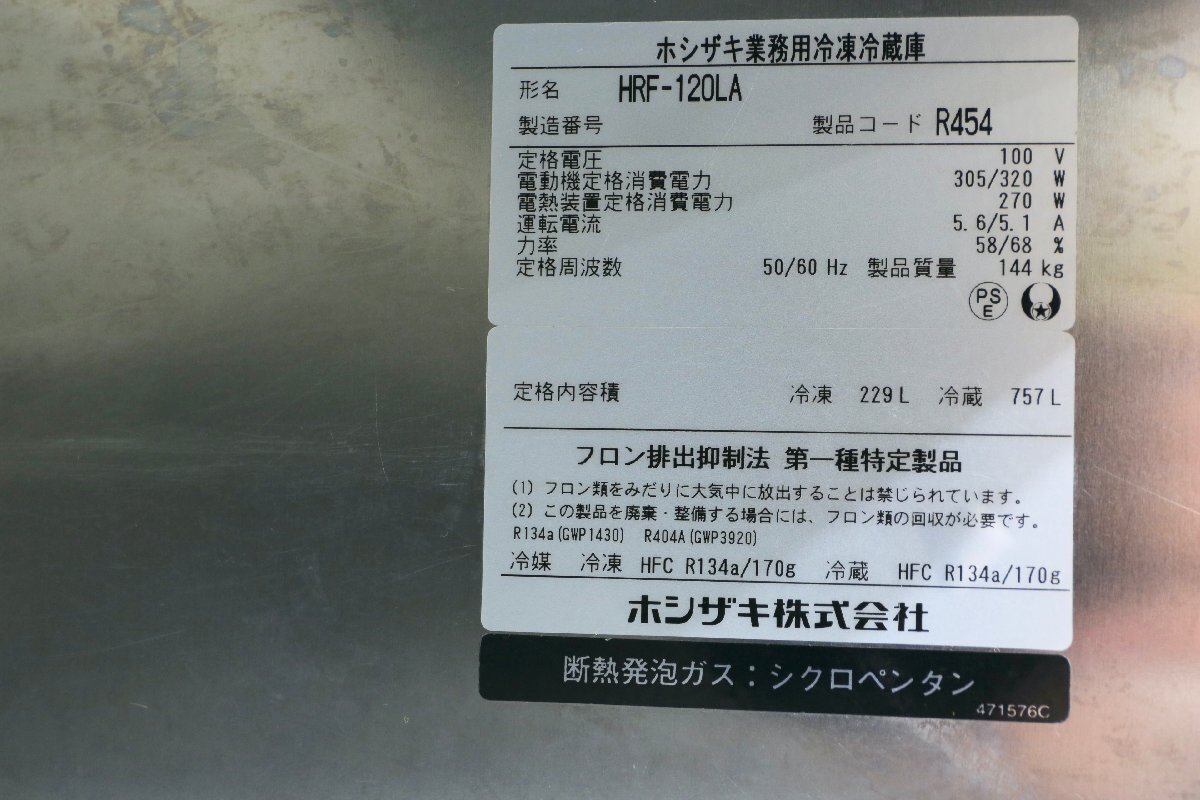 ホシザキ業務用冷凍冷蔵庫
形名 HRF-120LA
製造番号 製品コード R454
定格電圧 100 V
電動機定格消費電力 305/320 W
電熱装置定格消費電力 270 W
運転電流 5.6/5.1 A
力率 58/68 %
定格周波数 50/60 Hz 製品質量 144 kg
PS
E
定格内容積 冷凍 229 L 冷蔵 757 L
フロン排出抑制法 第一種特定製品
(1) フロン類をみだりに大気中に放出することは禁じられています。
(2) この製品を廃棄・整備する場合には、フロン類の回収が必要です。
R134a(GWP1430) R404A(GWP3920)
冷媒 冷凍 HFC R134a/170g 冷蔵 HFC R134a/170g
ホシザキ株式会社
断熱発泡ガス：シクロペンタン
471576C